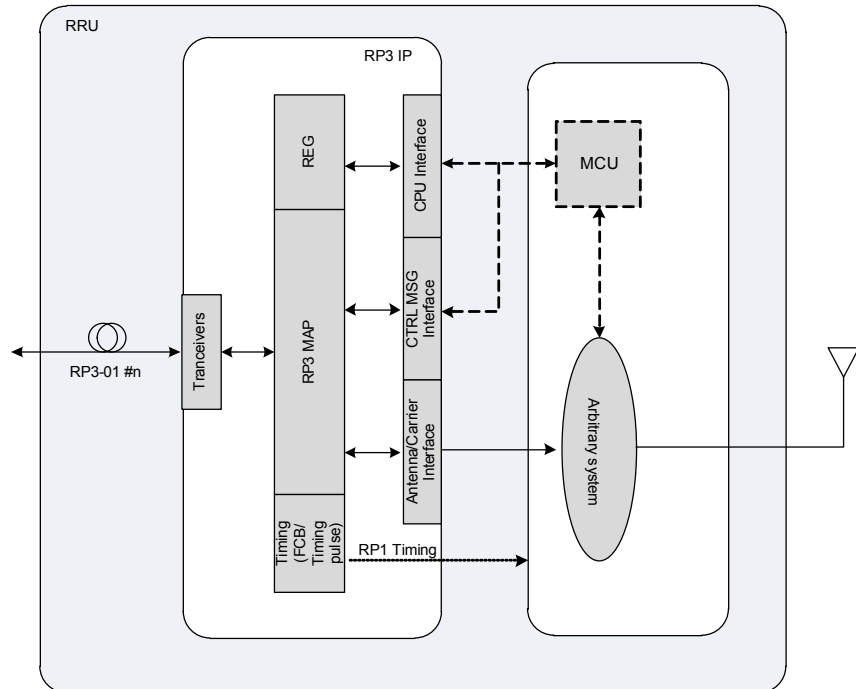 RRU
RP3 IP
REG
CPU Interface
MCU
RP3 MAP
CTRL MSG
Interface
Tranceivers
RP3-01 #n
Antenna/Carrier
Interface
Arbitrany system
Timing
(FCB/
Timing
pulse)
RP1 Timing